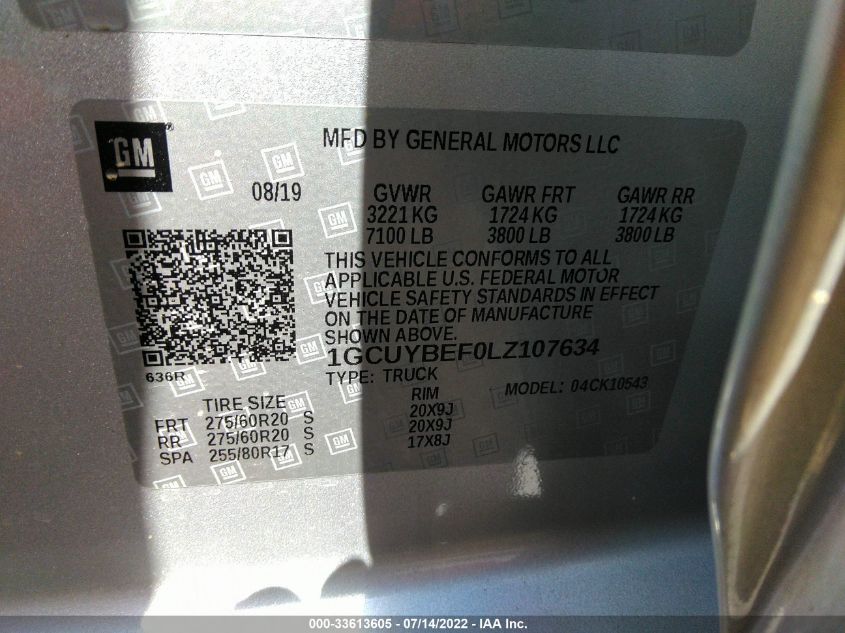 GM
MFD BY GENERAL MOTORS LLC
08/19
GVWR GAWR FRT GAWR RR
3221 KG 1724 KG 1724 KG
7100 LB 3800 LB 3800 LB
THIS VEHICLE CONFORMS TO ALL
APPLICABLE U.S. FEDERAL MOTOR
VEHICLE SAFETY STANDARDS IN EFFECT
ON THE DATE OF MANUFACTURE
SHOWN ABOVE.
1GCUYBEF0LZ107634
636R
TYPE: TRUCK MODEL: 04CK10543
TIRE SIZE RIM
FRT 275/60R20 S 20X9J
RR 275/60R20 S 20X9J
SPA 255/80R17 S 17X8J
000-33613605 - 07/14/2022 - IAA Inc.